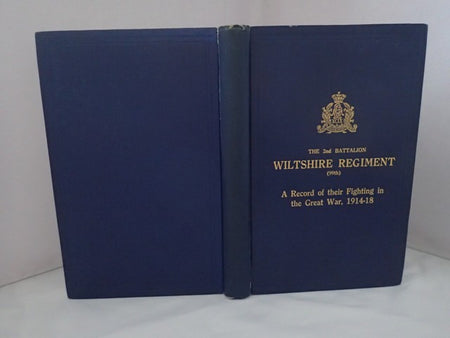 THE 2nd BATTALION
WILTSHIRE REGIMENT
(99th)
A Record of their Fighting in
the Great War, 1914-18